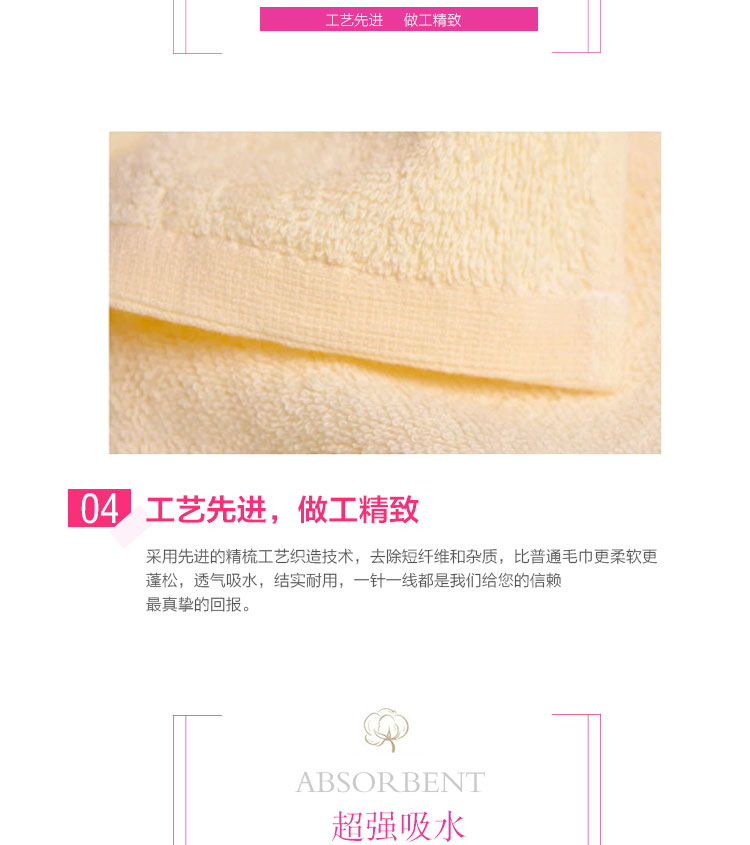 工艺先进 做工精致
04 工艺先进，做工精致
采用先进的精梳工艺织造技术，去除短纤维和杂质，比普通毛巾更柔软更
蓬松，透气吸水，结实耐用，一针一线都是我们给您的信赖
最真挚的回报。
ABSORBENT
超强吸水